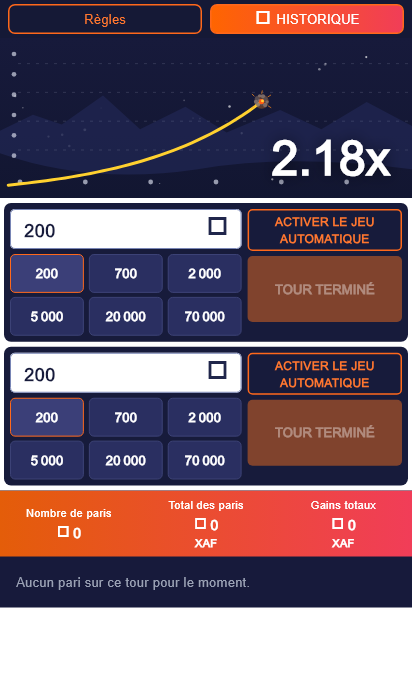 Règles
HISTORIQUE
2.18x
200
ACTIVER LE JEU
AUTOMATIQUE
200 700 2 000
TOUR TERMINÉ
5 000 20 000 70 000
200
ACTIVER LE JEU
AUTOMATIQUE
200 700 2 000
TOUR TERMINÉ
5 000 20 000 70 000
Nombre de paris
0
Total des paris
0
XAF
Gains totaux
0
XAF
Aucun pari sur ce tour pour le moment.